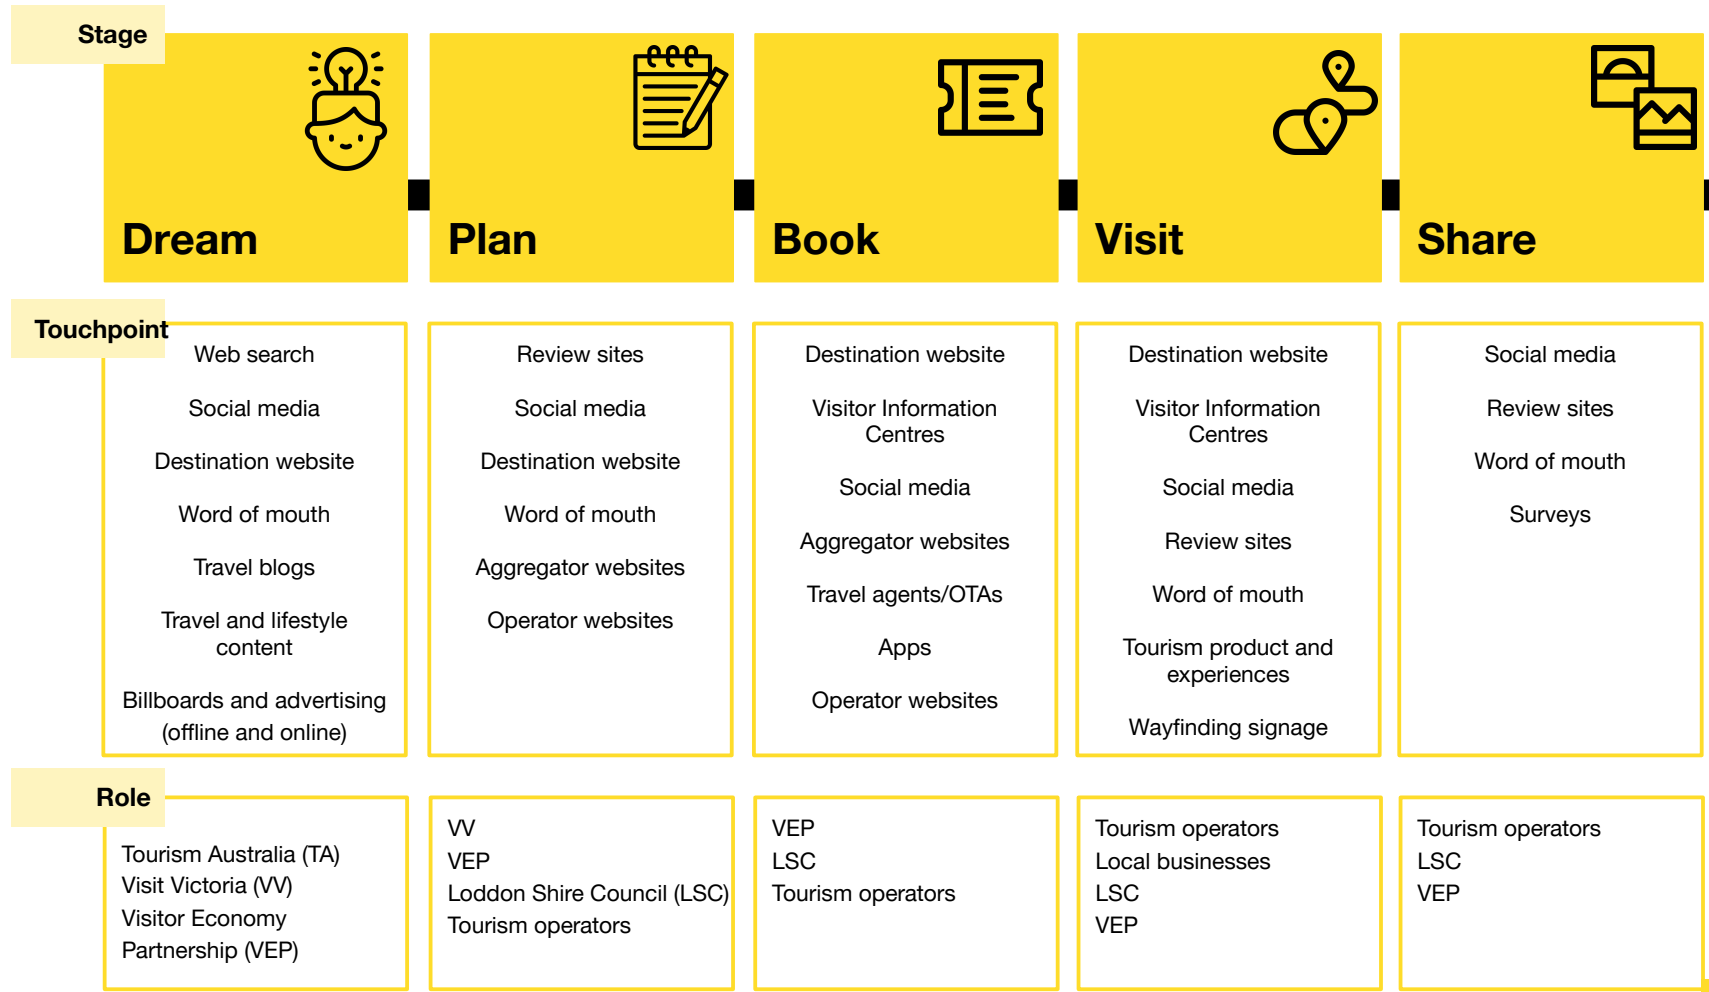 Stage
Dream
Plan
Book
Visit
Share
Touchpoint
Web search
Social media
Destination website
Word of mouth
Travel blogs
Travel and lifestyle
content
Billboards and advertising
(offline and online)
Review sites
Social media
Destination website
Word of mouth
Aggregator websites
Operator websites
Destination website
Visitor Information
Centres
Social media
Aggregator websites
Travel agents/OTAs
Apps
Operator websites
Destination website
Visitor Information
Centres
Social media
Review sites
Word of mouth
Tourism product and
experiences
Wayfinding signage
Social media
Review sites
Word of mouth
Surveys
Role
Tourism Australia (TA)
Visit Victoria (VV)
Visitor Economy
Partnership (VEP)
VV
VEP
Loddon Shire Council (LSC)
Tourism operators
VEP
LSC
Tourism operators
Tourism operators
Local businesses
LSC
VEP
Tourism operators
LSC
VEP